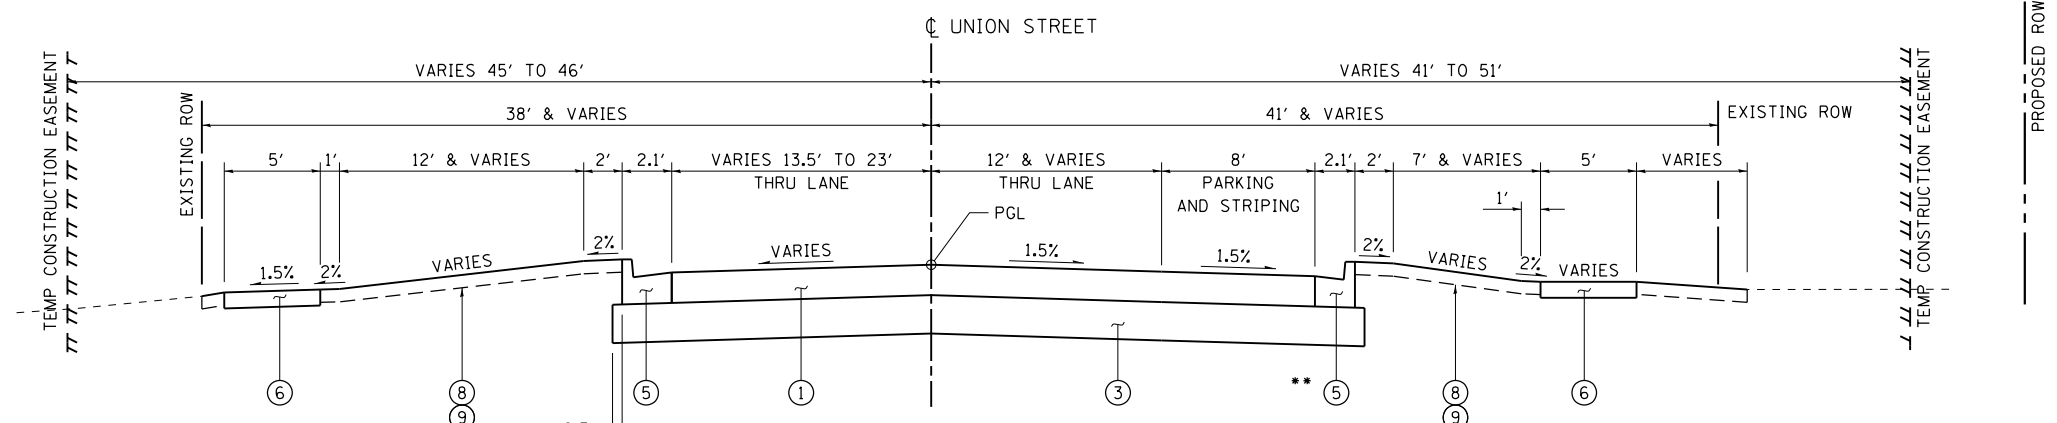 ℄ UNION STREET
VARIES 45' TO 46'
VARIES 41' TO 51'
38' & VARIES
41' & VARIES
EXISTING ROW
5'
1'
12' & VARIES
2'
2.1'
VARIES 13.5' TO 23'
THRU LANE
12' & VARIES
THRU LANE
8'
PARKING
AND STRIPING
2.1'
2'
7' & VARIES
5'
VARIES
1'
TEMP CONSTRUCTION EASEMENT
EXISTING ROW
PGL
TEMP CONSTRUCTION EASEMENT
PROPOSED ROW
1.5%
2%
VARIES
2%
VARIES
1.5%
1.5%
2%
VARIES
2%
VARIES
6
8
9
5
1
3
**
5
8
9
6